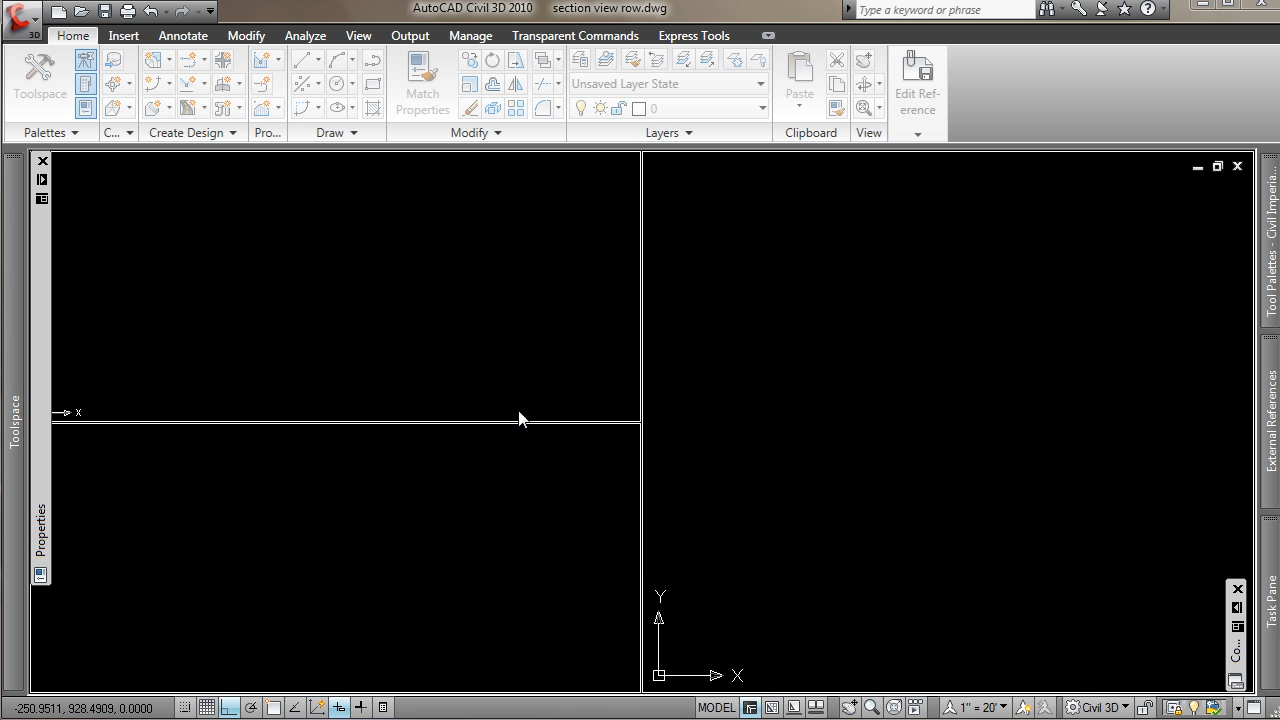 AutoCAD Civil 3D 2010 section view row.dwg
Type a keyword or phrase
3D
Home Insert Annotate Modify Analyze View Output Manage Transparent Commands Express Tools
Toolspace
Match
Properties
Unsaved Layer State
0
Paste
Edit Ref-
erence
Palettes C... Create Design Pro... Draw Modify Layers Clipboard View
Toolspace
Properties
X
Y
X
Tool Palettes - Civil Imperia...
External References
Task Pane
Co...
-250.9511, 928.4909, 0.0000
MODEL
1" = 20'
Civil 3D